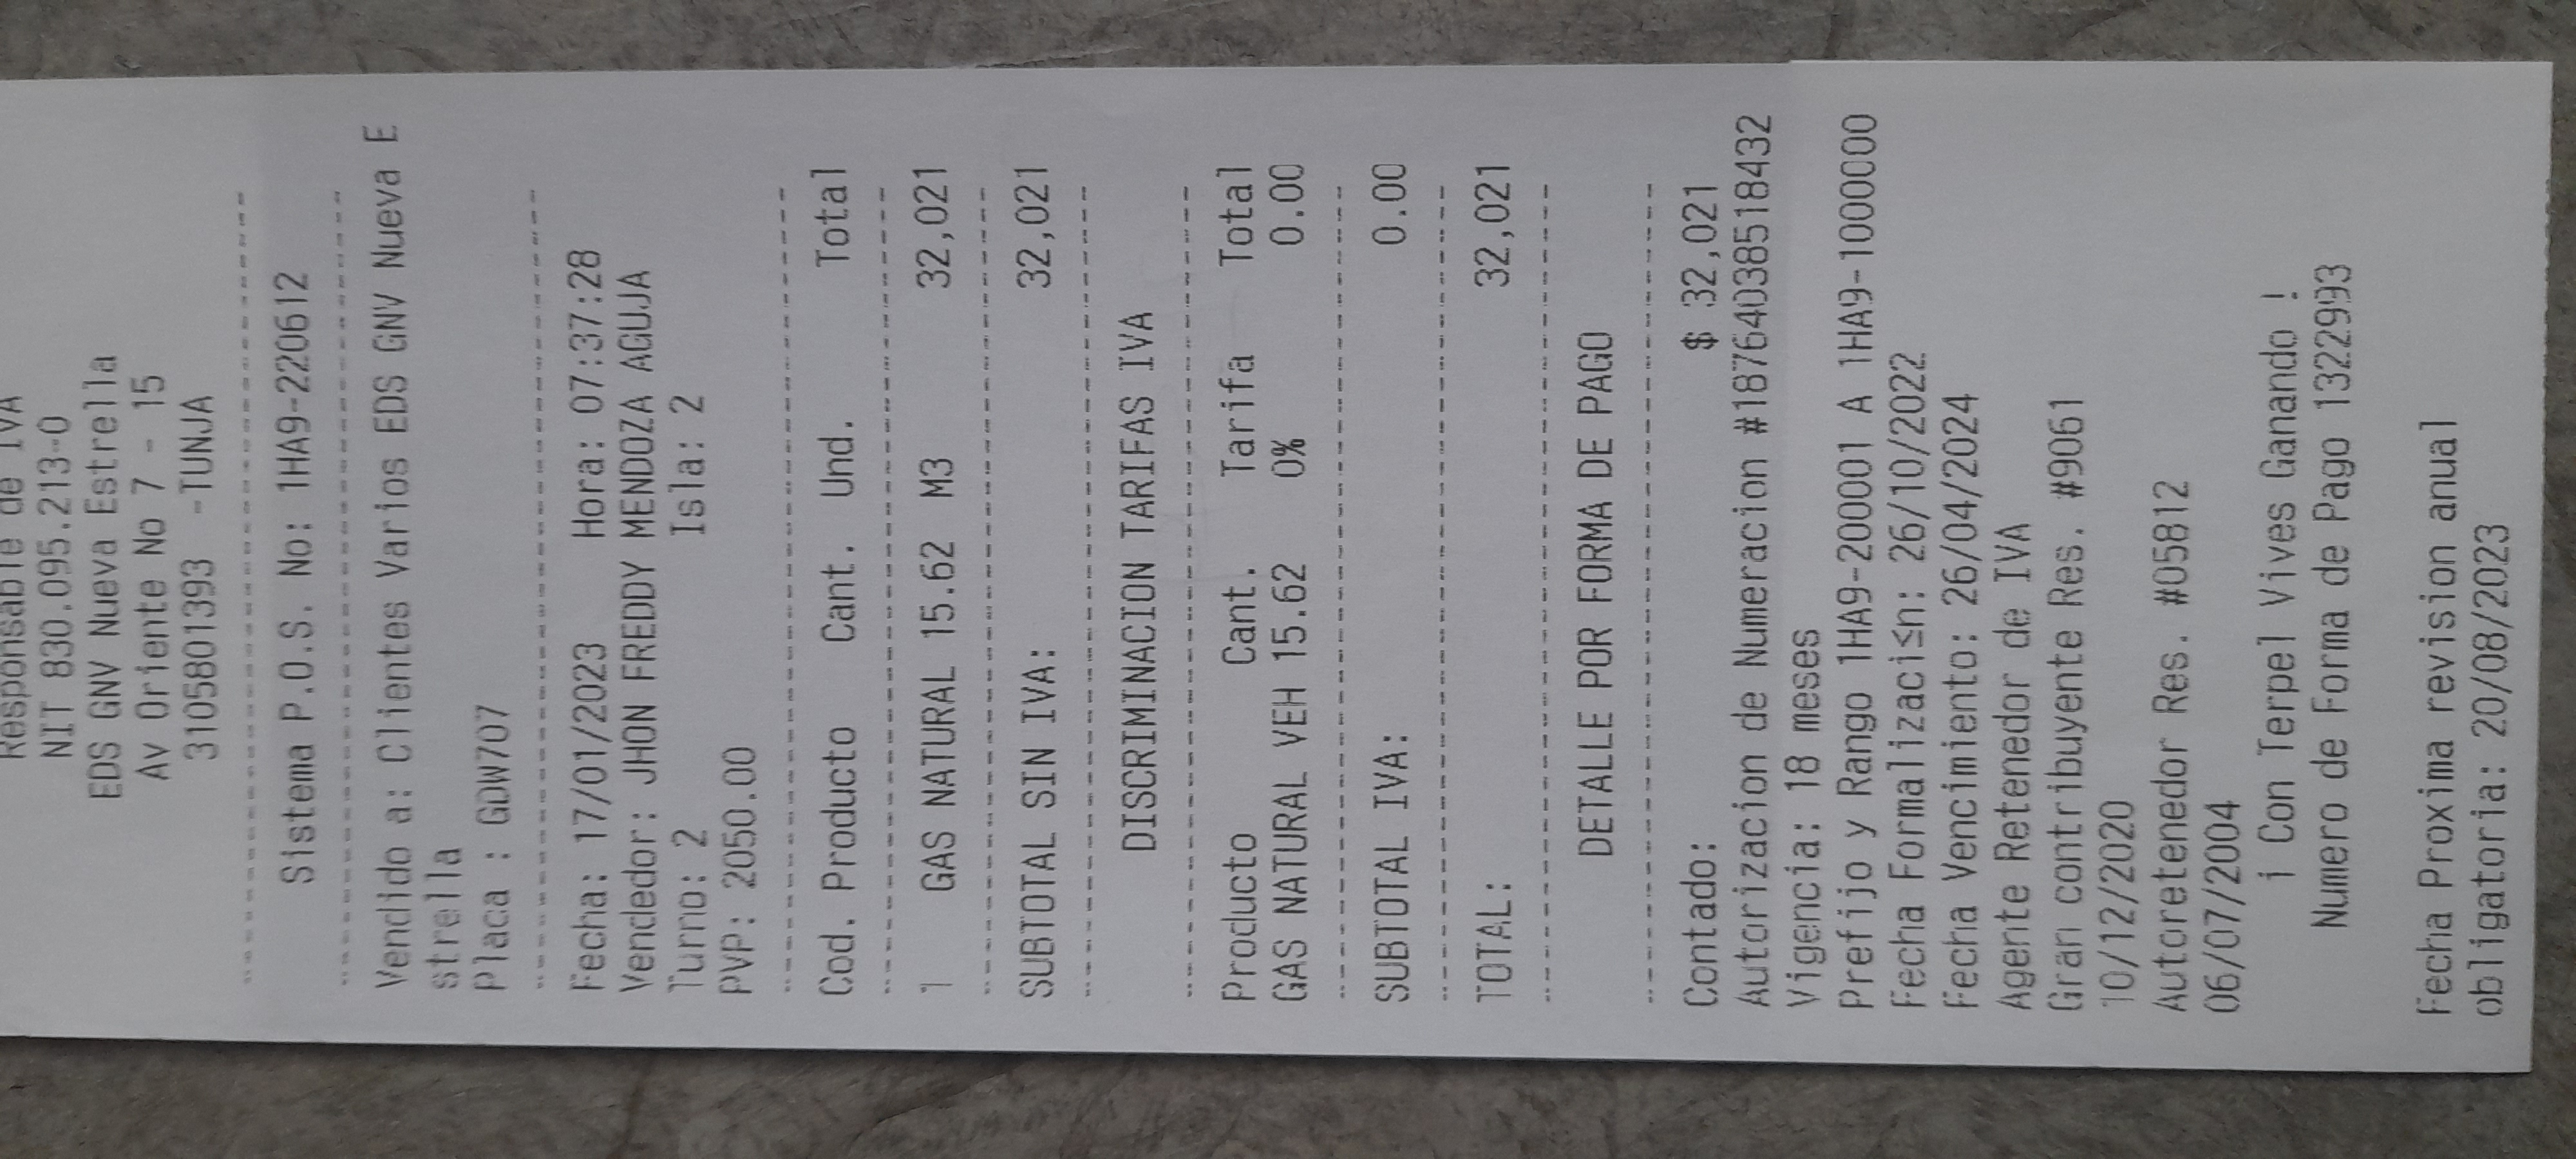 Responsable de IVA
NIT 830.095.213-0
EDS GNV Nueva Estrella
Av Oriente No 7 - 15
3105801393 -TUNJA
Sistema P.O.S. No: 1HA9-220612
Vendido a: Clientes Varios EDS GNV Nueva E
strella
Placa : GDW707
Fecha: 17/01/2023 Hora: 07:37:28
Vendedor: JHON FREDDY MENDOZA AGUJA
Turno: 2 Isla: 2
PVP: 2050.00
Cod. Producto Cant. Und. Total
1 GAS NATURAL 15.62 M3 32,021
SUBTOTAL SIN IVA: 32,021
DISCRIMINACION TARIFAS IVA
Producto Cant. Tarifa Total
GAS NATURAL VEH 15.62 0% 0.00
SUBTOTAL IVA: 0.00
TOTAL: 32,021
DETALLE POR FORMA DE PAGO
Contado: $ 32,021
Autorizacion de Numeracion #18764038518432
Vigencia: 18 meses
Prefijo y Rango 1HA9-200001 A 1HA9-1000000
Fecha Formalizaci≤n: 26/10/2022
Fecha Vencimiento: 26/04/2024
Agente Retenedor de IVA
Gran contribuyente Res. #9061
10/12/2020
Autoretenedor Res. #05812
06/07/2004
¡ Con Terpel Vives Ganando !
Numero de Forma de Pago 1322993
Fecha Proxima revision anual
obligatoria: 20/08/2023